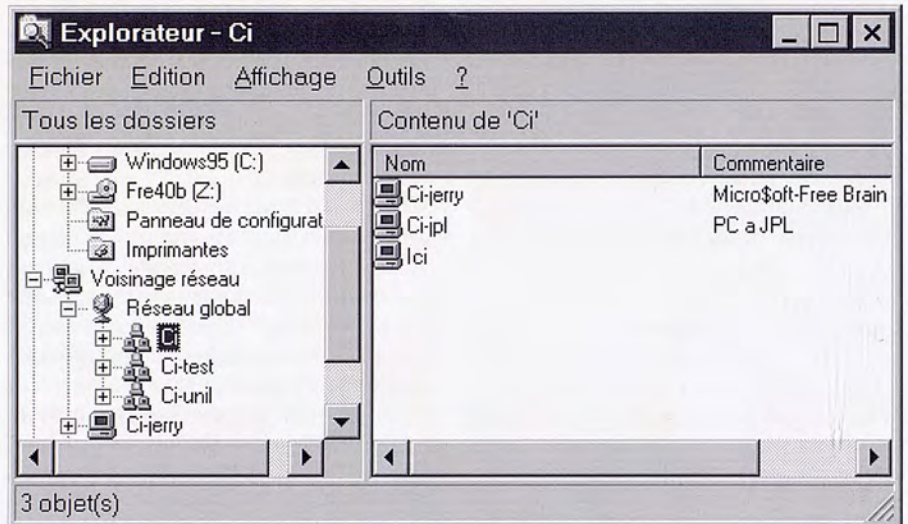 Explorateur - Ci
Fichier Edition Affichage Outils ?
Tous les dossiers
Contenu de 'Ci'
Windows95 (C:)
Fre40b (Z:)
Panneau de configurat
Imprimantes
Voisinage réseau
Réseau global
Ci
Ci-test
Ci-unil
Ci-jerry
Nom Commentaire
Ci-jerry Micro$oft-Free Brain
Ci-jpl PC a JPL
Ici
3 objet(s)